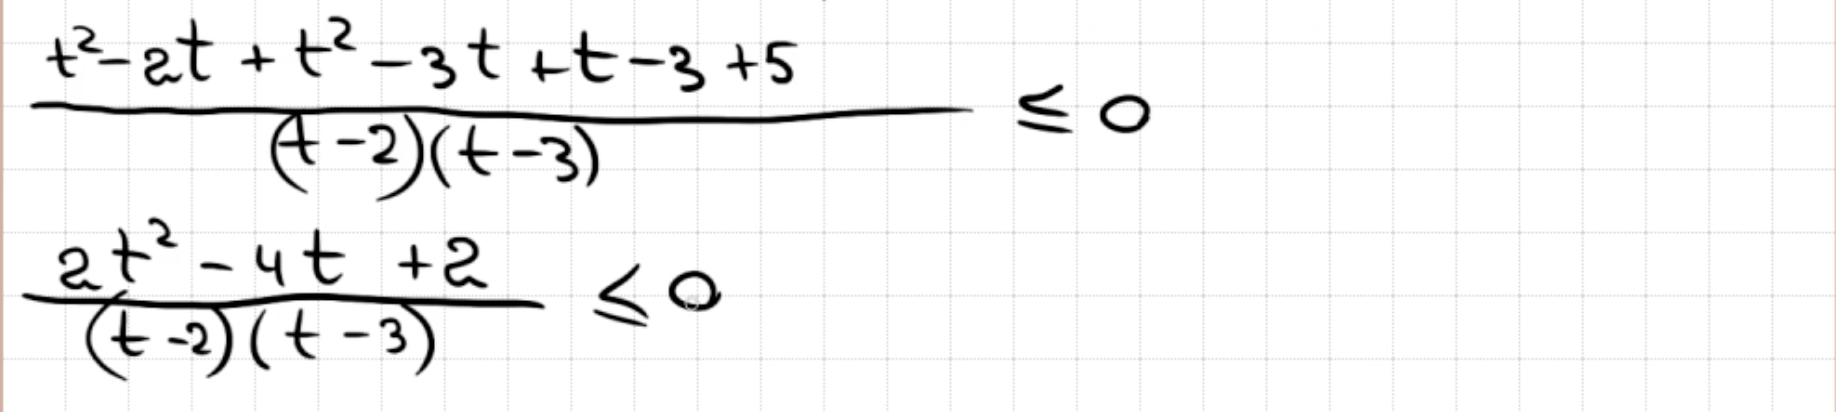 (t² - 2t + t² - 3t + t - 3 + 5) / ((t - 2)(t - 3)) ≤ 0
(2t² - 4t + 2) / ((t - 2)(t - 3)) ≤ 0